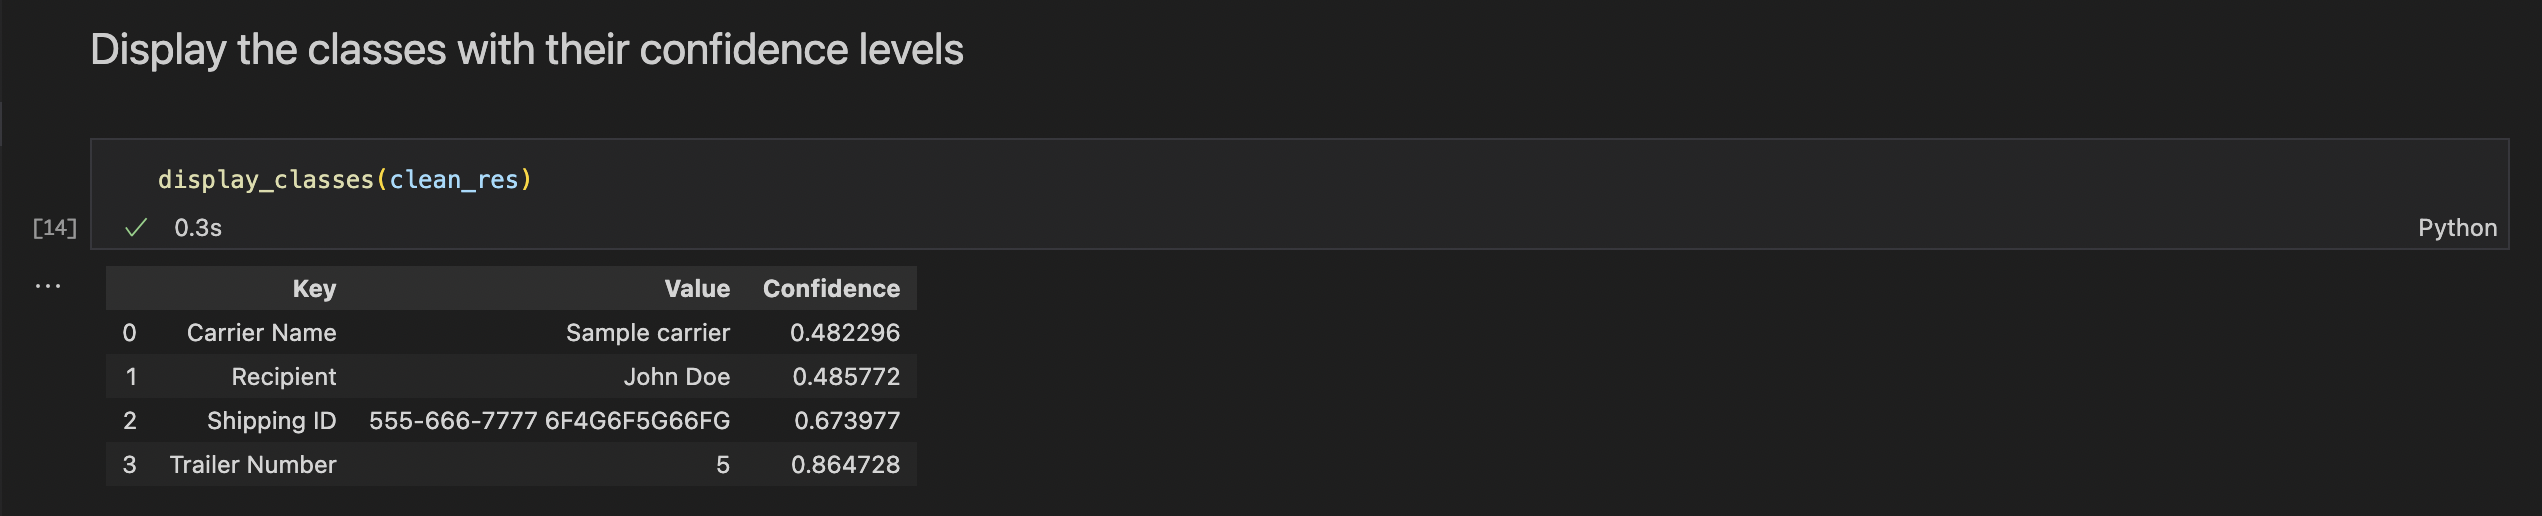 Display the classes with their confidence levels
display_classes(clean_res)
[14] 0.3s Python
... Key Value Confidence
0 Carrier Name Sample carrier 0.482296
1 Recipient John Doe 0.485772
2 Shipping ID 555-666-7777 6F4G6F5G66FG 0.673977
3 Trailer Number 5 0.864728